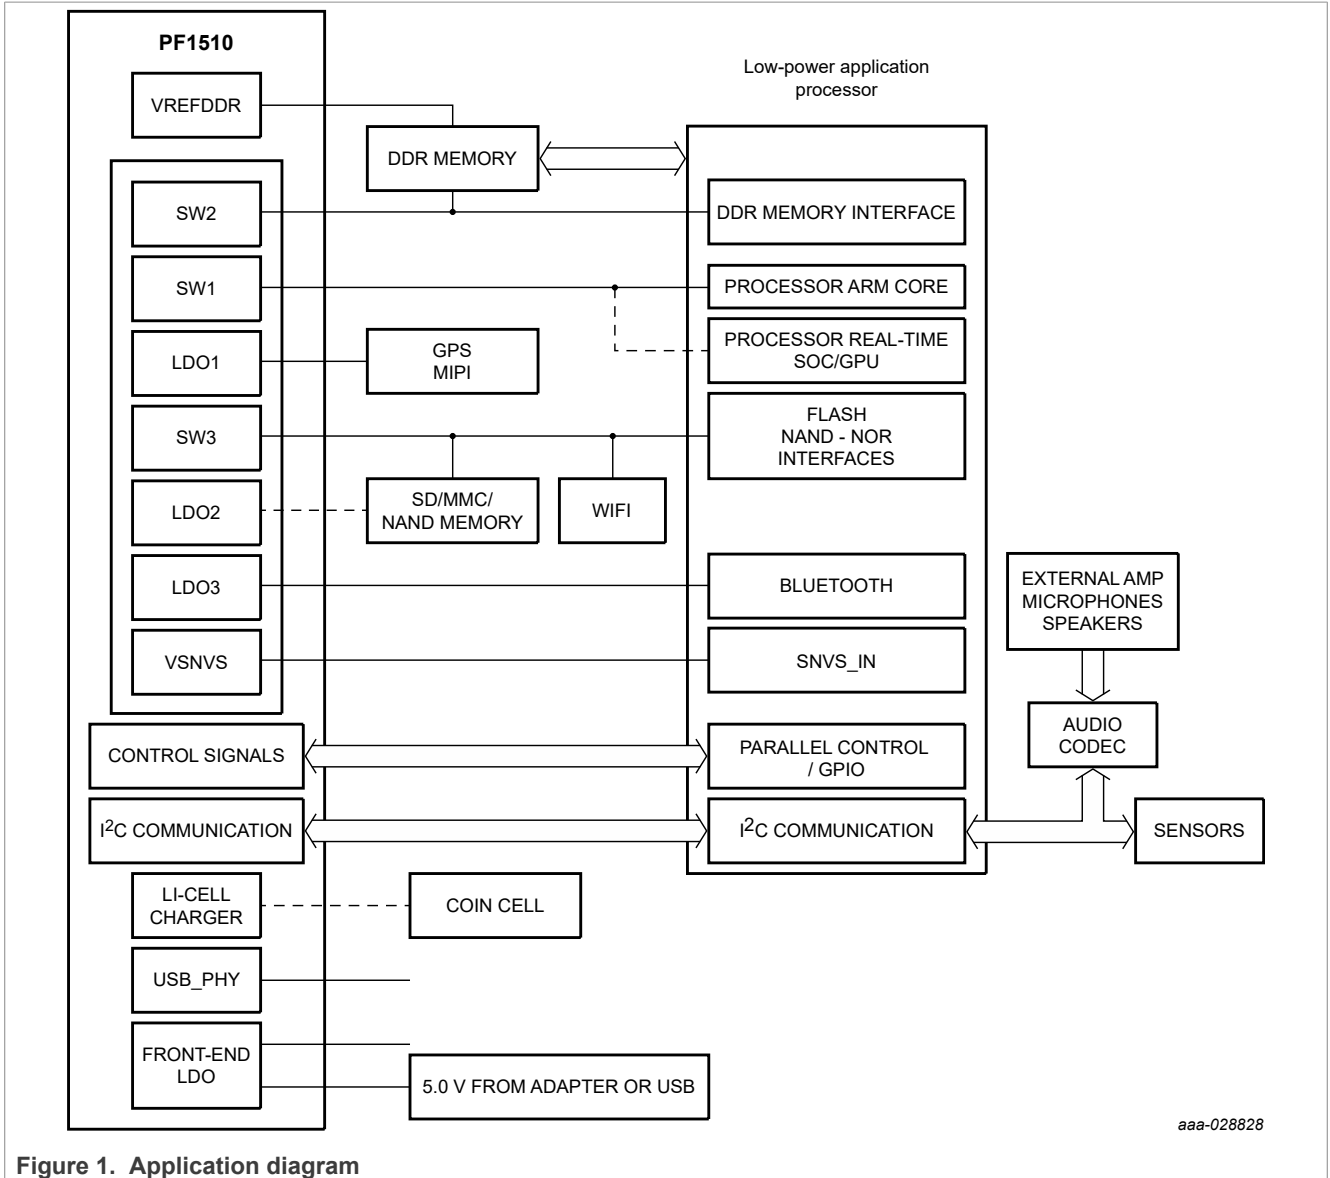 PF1510
Low-power application
processor
VREFDDR
DDR MEMORY
SW2
DDR MEMORY INTERFACE
SW1
PROCESSOR ARM CORE
LDO1
GPS
MIPI
PROCESSOR REAL-TIME
SOC/GPU
SW3
FLASH
NAND - NOR
INTERFACES
LDO2
SD/MMC/
NAND MEMORY
WIFI
LDO3
BLUETOOTH
EXTERNAL AMP
MICROPHONES
SPEAKERS
VSNVS
SNVS_IN
CONTROL SIGNALS
PARALLEL CONTROL
/ GPIO
AUDIO
CODEC
I2C COMMUNICATION
I2C COMMUNICATION
SENSORS
LI-CELL
CHARGER
COIN CELL
USB_PHY
FRONT-END
LDO
5.0 V FROM ADAPTER OR USB
aaa-028828
Figure 1. Application diagram